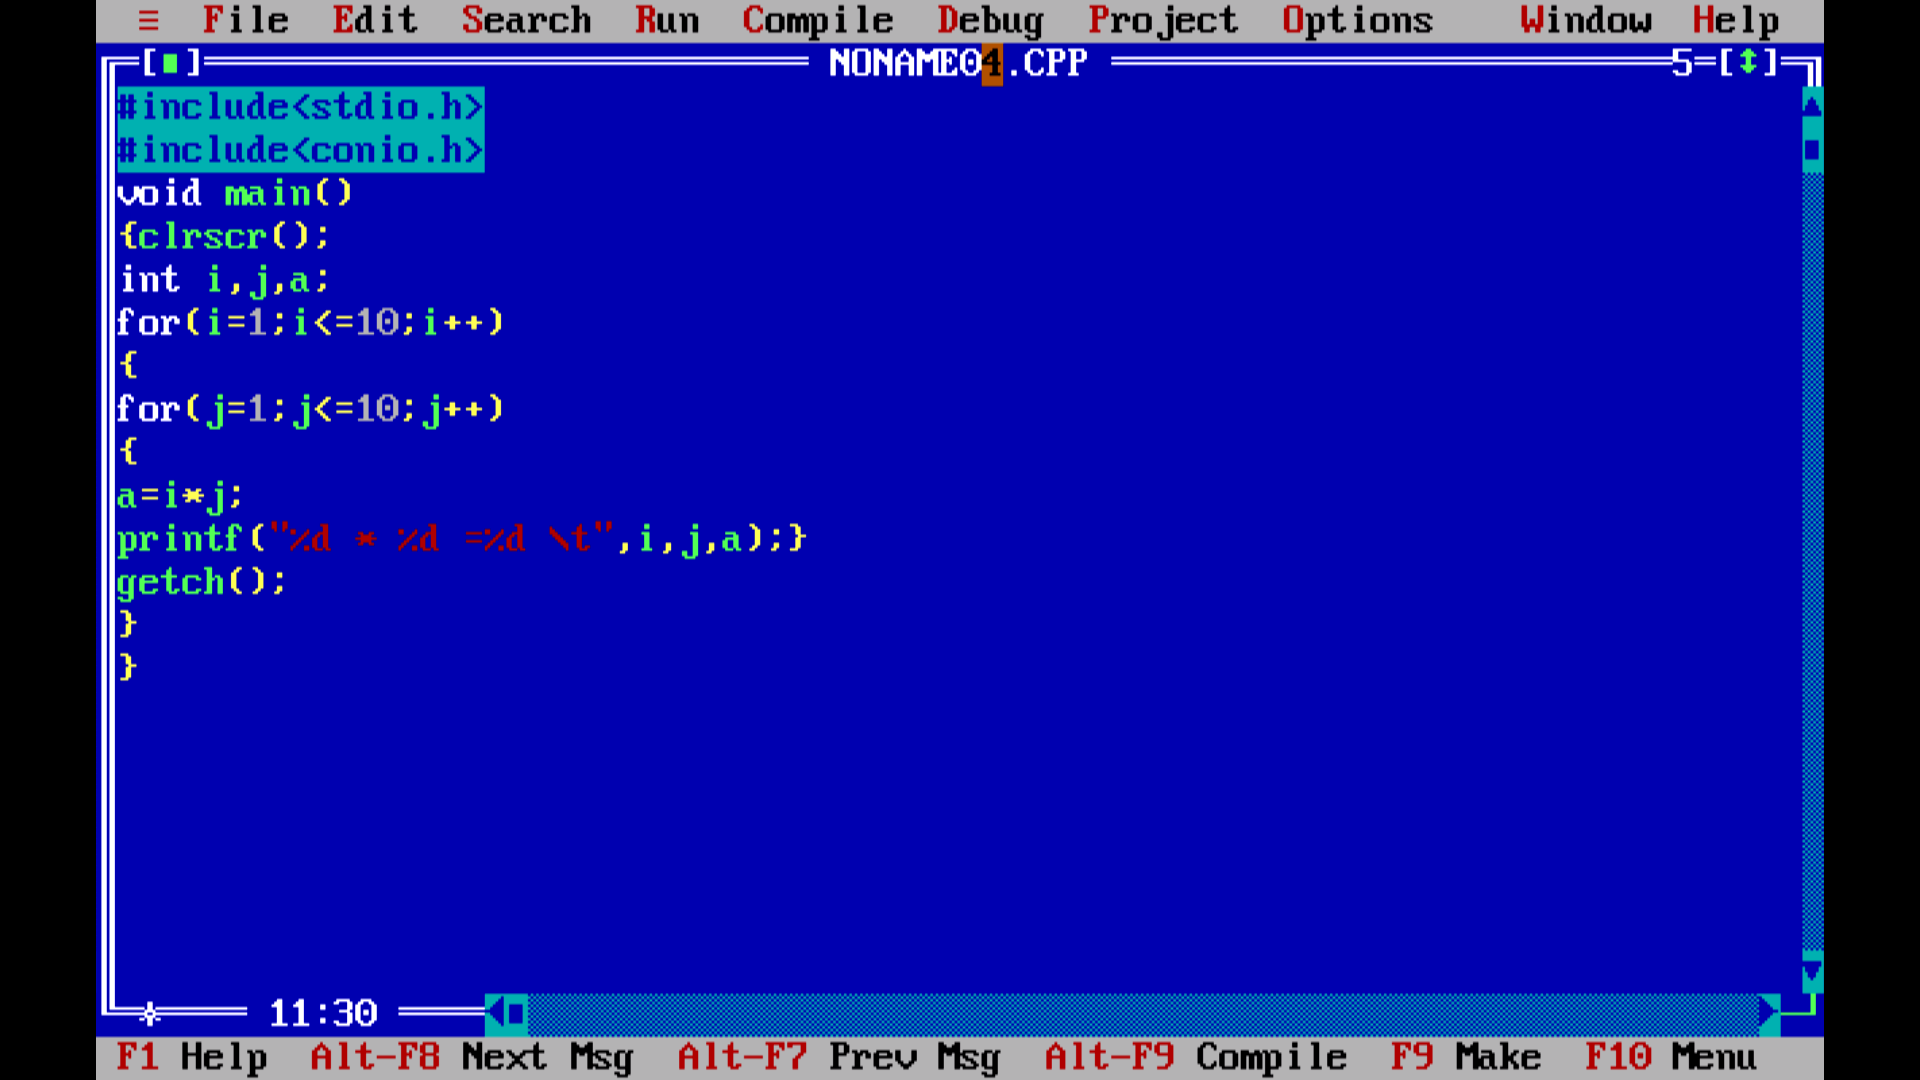 ≡ File Edit Search Run Compile Debug Project Options Window Help
[■] NONAME04.CPP 5=[↕]
#include<stdio.h>
#include<conio.h>
void main()
{clrscr();
int i,j,a;
for(i=1;i<=10;i++)
{
for(j=1;j<=10;j++)
{
a=i*j;
printf("%d * %d =%d \t",i,j,a);}
getch();
}
}
11:30
F1 Help Alt-F8 Next Msg Alt-F7 Prev Msg Alt-F9 Compile F9 Make F10 Menu